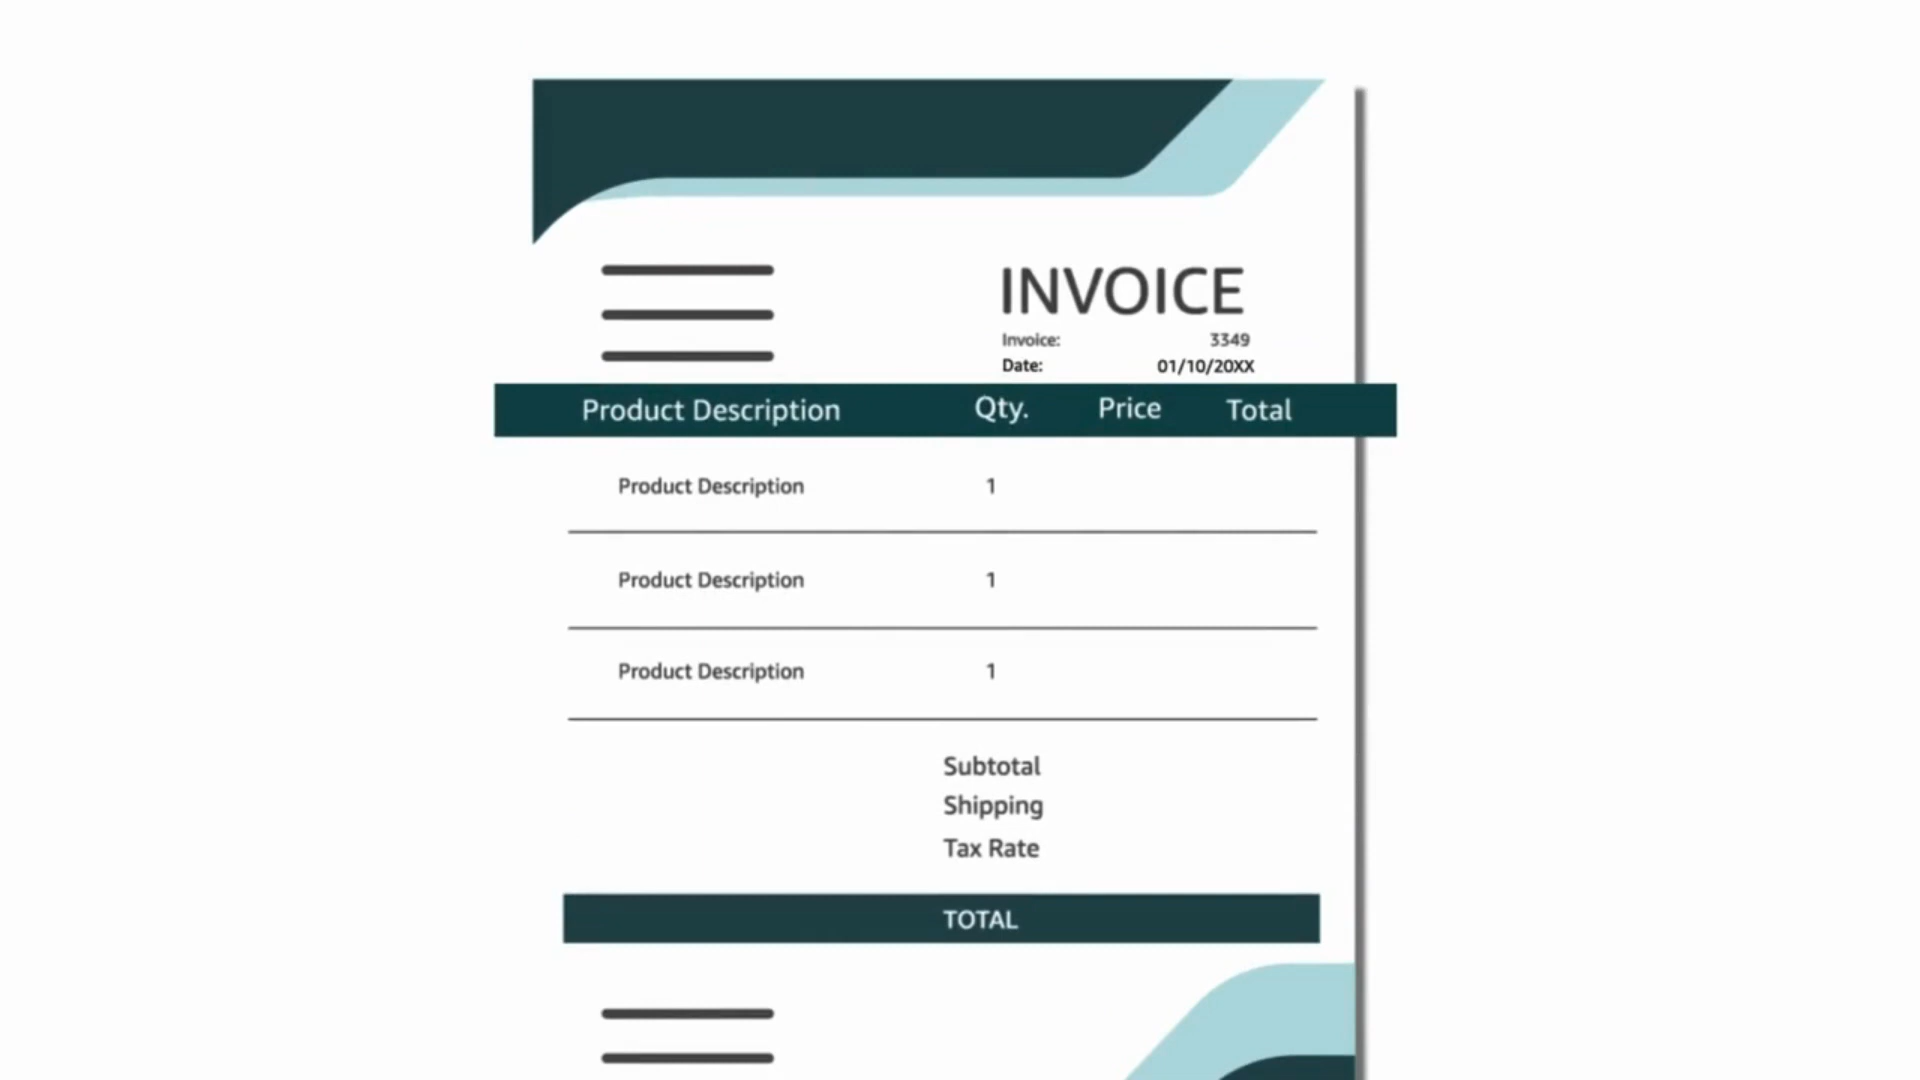 INVOICE
Invoice: 3349
Date: 01/10/20XX
Product Description Qty. Price Total
Product Description 1
Product Description 1
Product Description 1
Subtotal
Shipping
Tax Rate
TOTAL